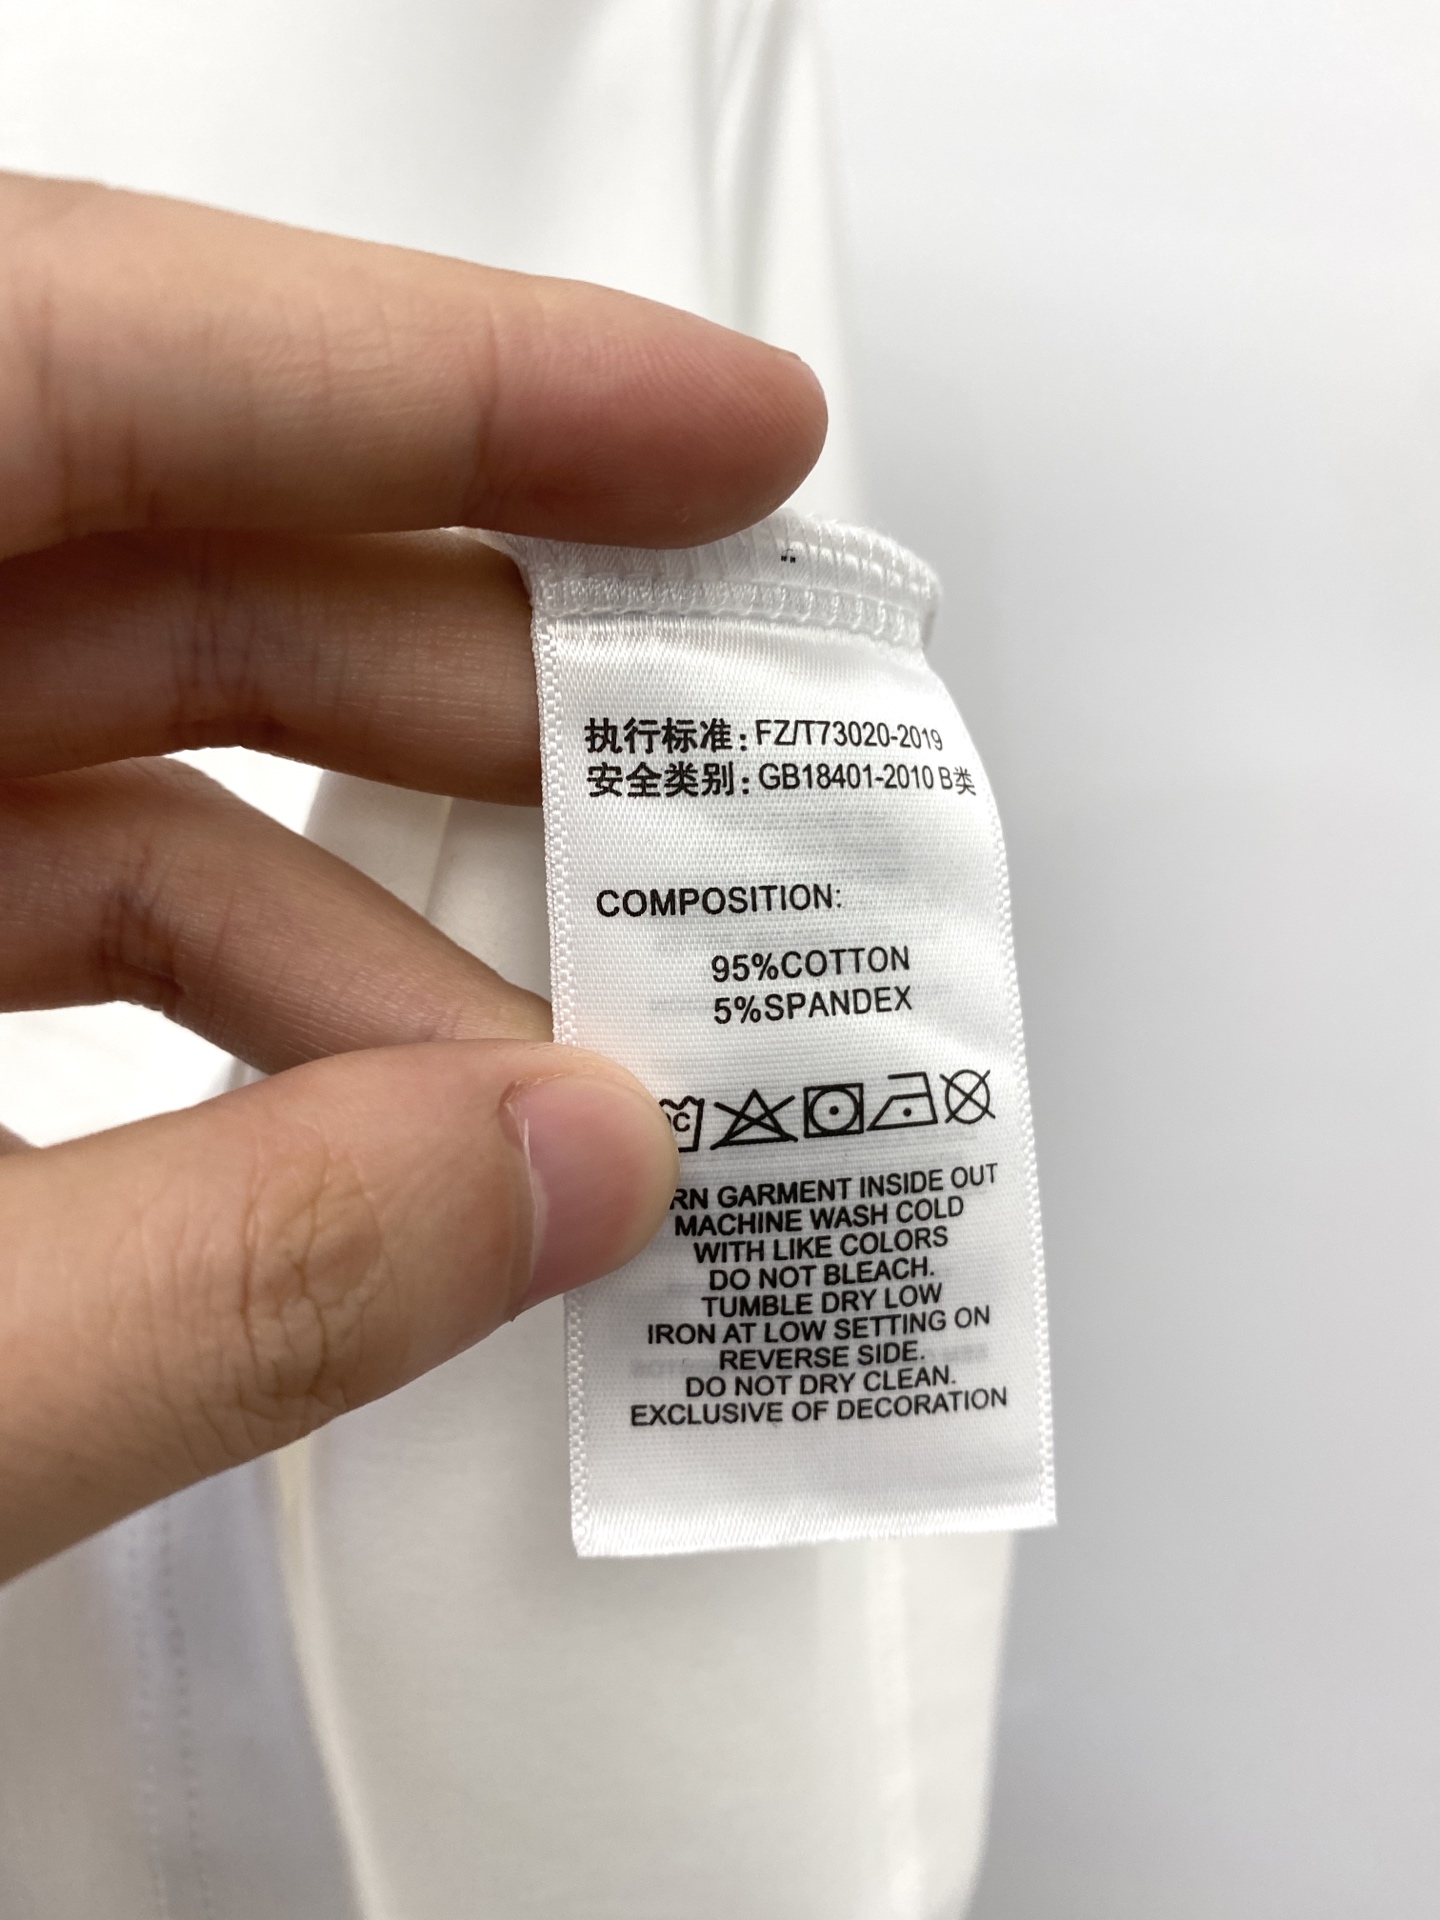 执行标准: FZ/T73020-2019
安全类别: GB18401-2010 B类
COMPOSITION:
95%COTTON
5%SPANDEX
GARMENT INSIDE OUT
MACHINE WASH COLD
WITH LIKE COLORS
DO NOT BLEACH.
TUMBLE DRY LOW
IRON AT LOW SETTING ON
REVERSE SIDE.
DO NOT DRY CLEAN.
EXCLUSIVE OF DECORATION